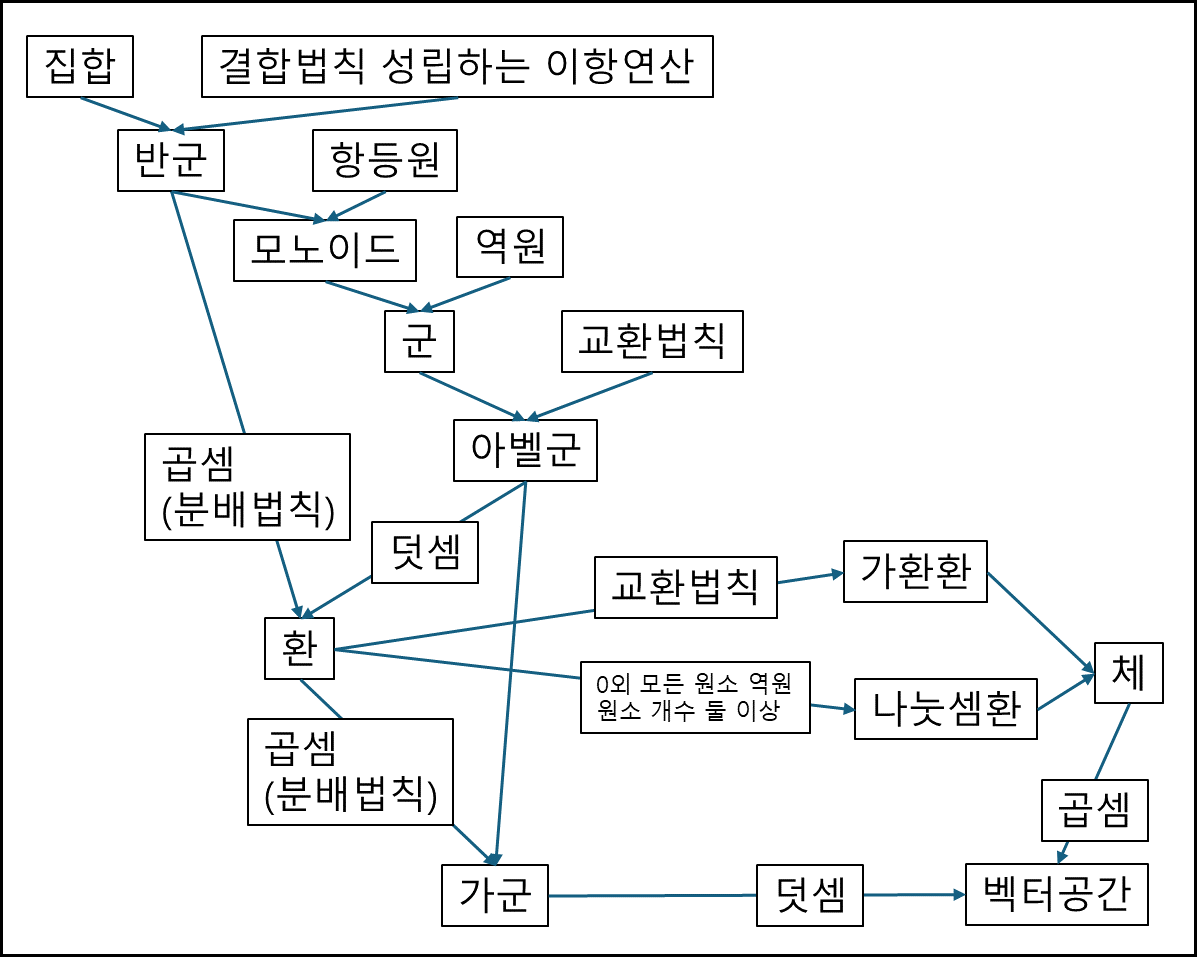 집합
결합법칙 성립하는 이항연산
반군
항등원
모노이드
역원
군
교환법칙
아벨군
곱셈
(분배법칙)
덧셈
환
교환법칙
가환환
0외 모든 원소 역원
원소 개수 둘 이상
나눗셈환
체
곱셈
(분배법칙)
곱셈
가군
덧셈
벡터공간